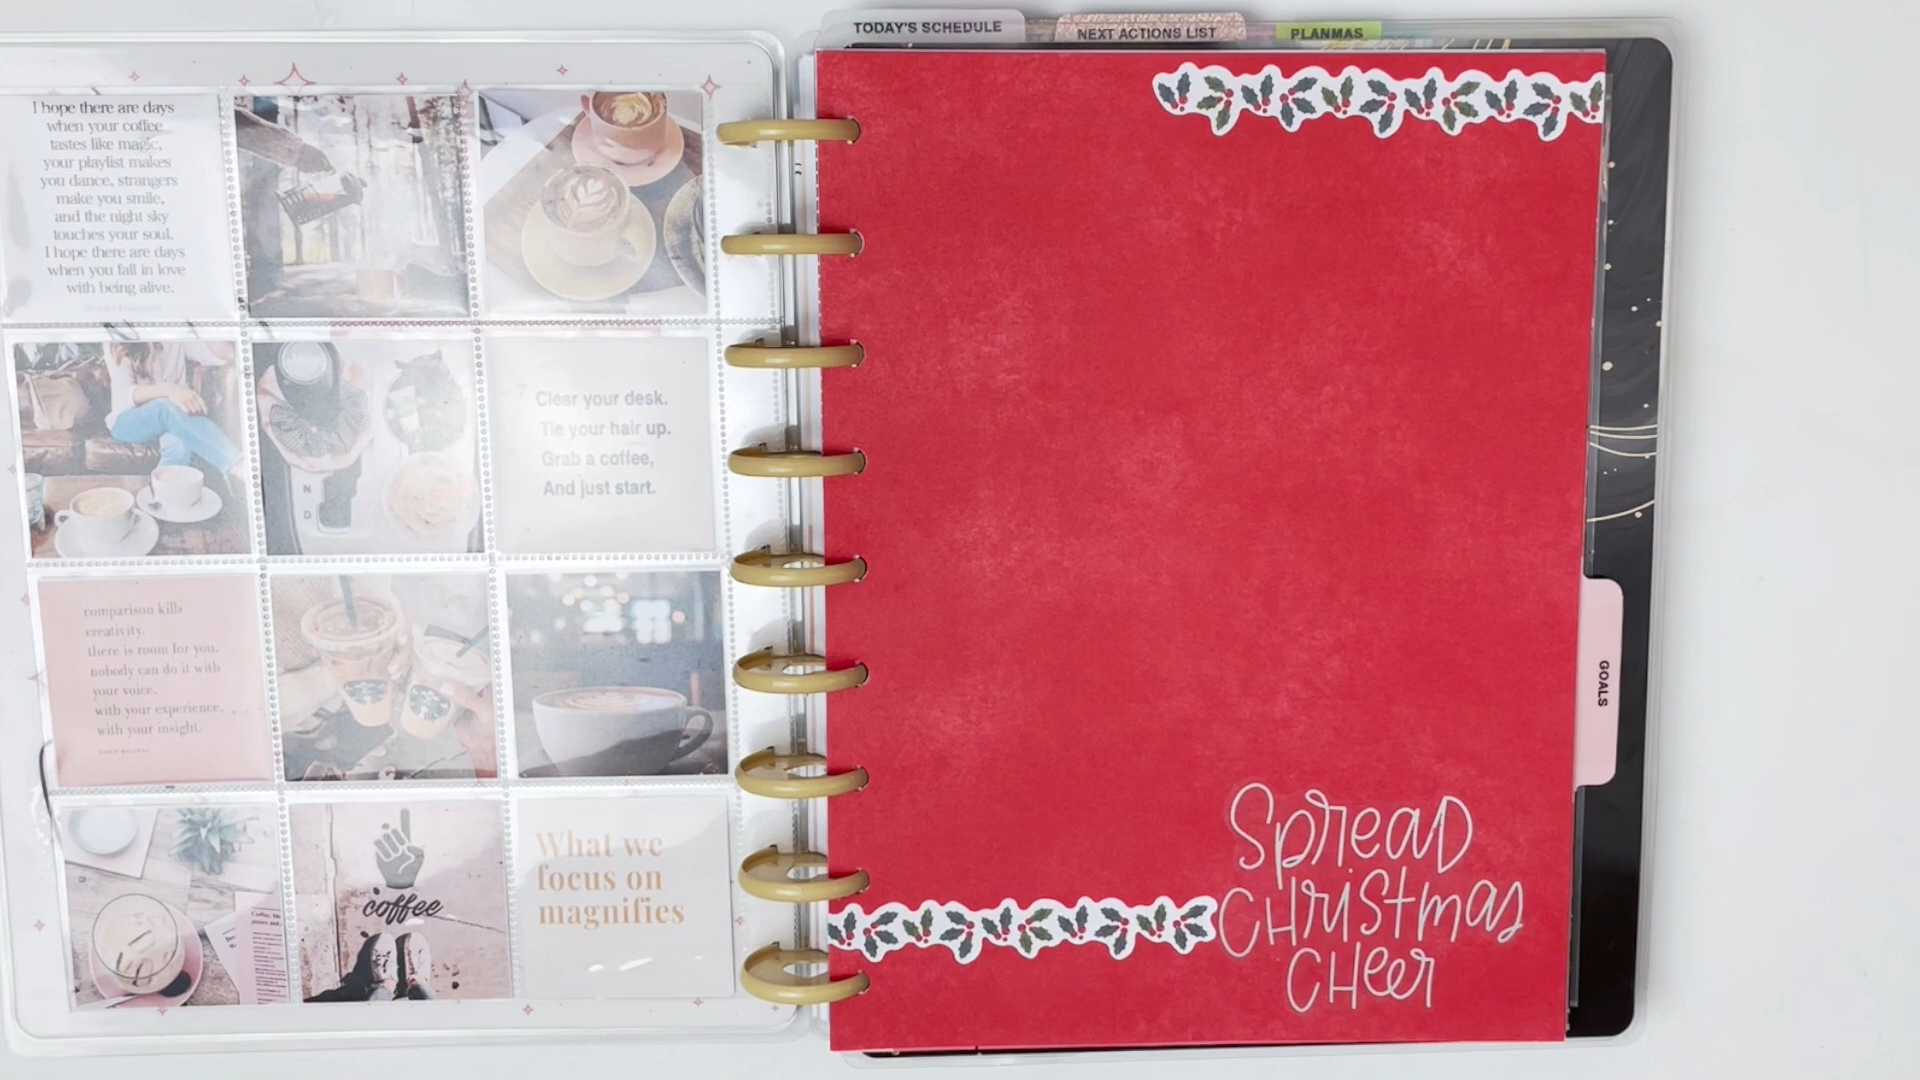 TODAY'S SCHEDULE
NEXT ACTIONS LIST
PLANMAS
I hope there are days
when your coffee
tastes like magic,
your playlist makes
you dance, strangers
make you smile,
and the night sky
touches your soul.
I hope there are days
when you fall in love
with being alive.
Clear your desk.
Tie your hair up.
Grab a coffee,
And just start.
N
D
comparison kills
creativity.
there is room for you.
nobody can do it with
your voice.
with your experience.
with your insight.
GOALS
coffee
What we
focus on
magnifies
Spread
Christmas
Cheer